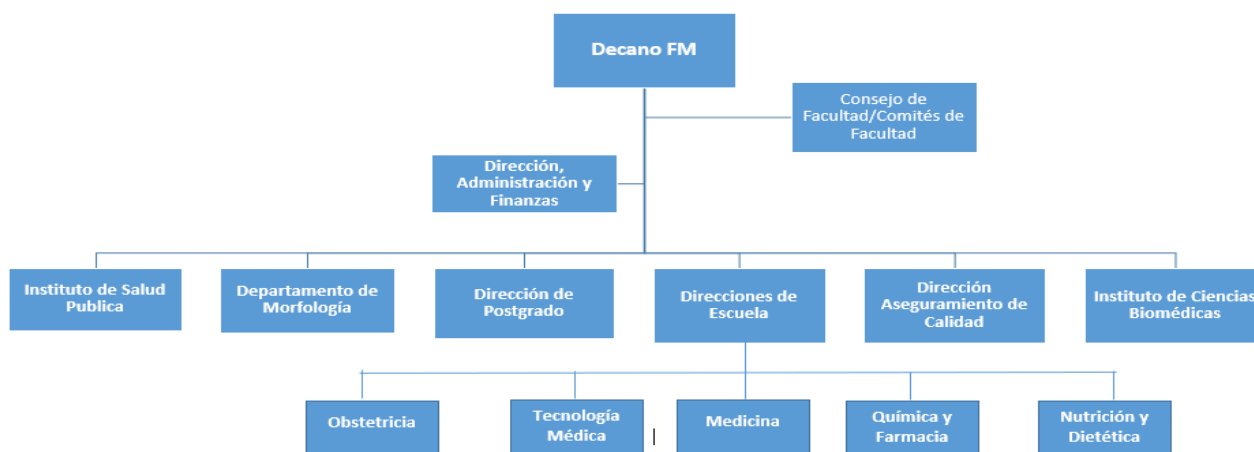 Decano FM
Consejo de
Facultad/Comités de
Facultad
Dirección,
Administración y
Finanzas
Instituto de Salud
Publica
Departamento de
Morfología
Dirección de
Postgrado
Direcciones de
Escuela
Dirección
Aseguramiento de
Calidad
Instituto de Ciencias
Biomédicas
Obstetricia
Tecnología
Médica
Medicina
Química y
Farmacia
Nutrición y
Dietética